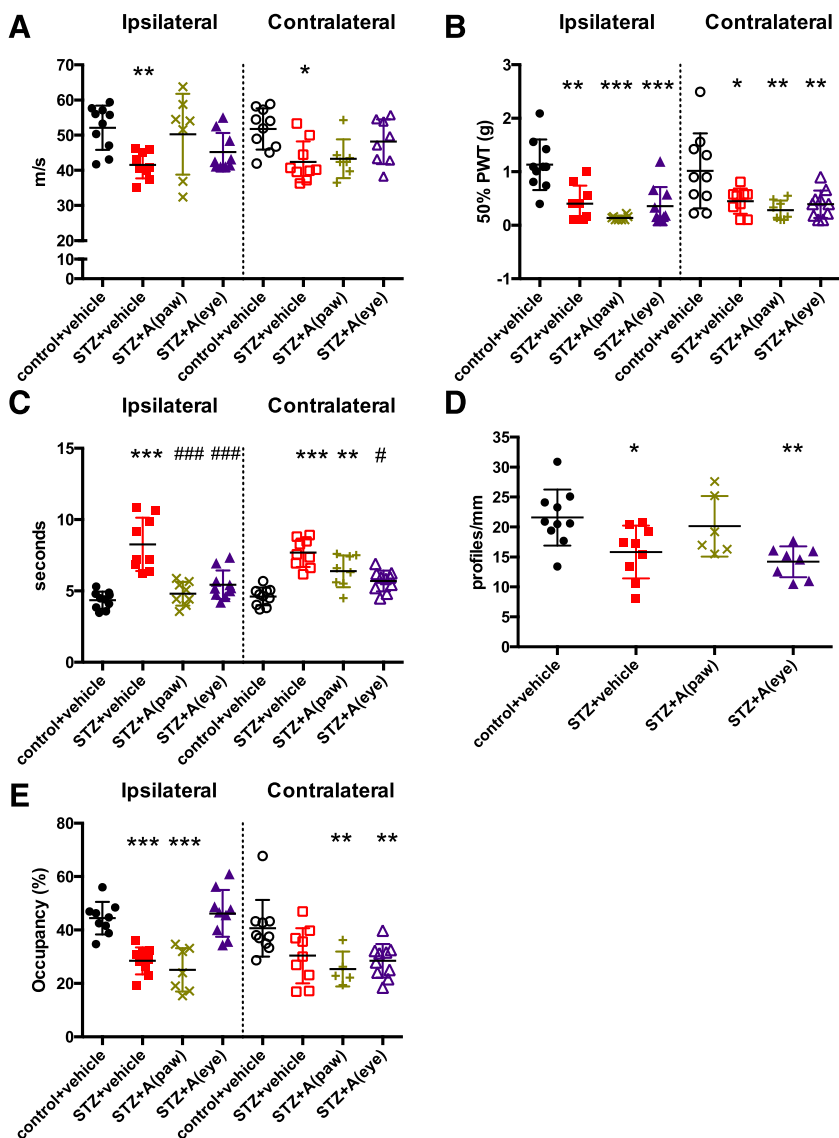 A
Ipsilateral
Contralateral
m/s
70
60
50
40
30
20
10
0
**
*
control+vehicle
STZ+vehicle
STZ+A(paw)
STZ+A(eye)
control+vehicle
STZ+vehicle
STZ+A(paw)
STZ+A(eye)
B
Ipsilateral
Contralateral
50% PWT (g)
3
2
1
0
-1
**
***
***
*
**
**
control+vehicle
STZ+vehicle
STZ+A(paw)
STZ+A(eye)
control+vehicle
STZ+vehicle
STZ+A(paw)
STZ+A(eye)
C
Ipsilateral
Contralateral
seconds
15
10
5
0
***
###
###
***
**
#
control+vehicle
STZ+vehicle
STZ+A(paw)
STZ+A(eye)
control+vehicle
STZ+vehicle
STZ+A(paw)
STZ+A(eye)
D
profiles/mm
35
30
25
20
15
10
5
0
*
**
control+vehicle
STZ+vehicle
STZ+A(paw)
STZ+A(eye)
E
Ipsilateral
Contralateral
Occupancy (%)
80
60
40
20
0
***
***
**
**
control+vehicle
STZ+vehicle
STZ+A(paw)
STZ+A(eye)
control+vehicle
STZ+vehicle
STZ+A(paw)
STZ+A(eye)